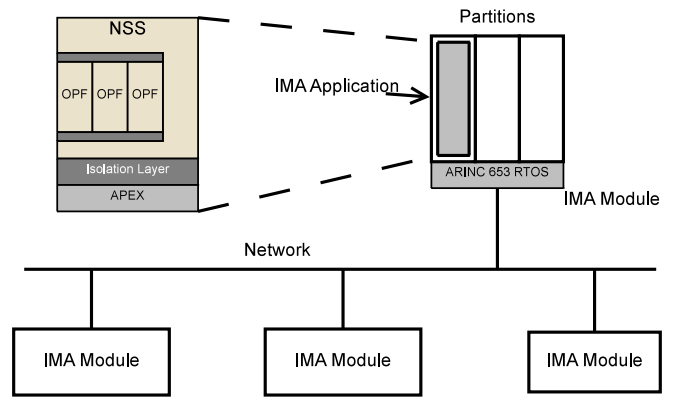 NSS
Partitions
OPF OPF OPF
IMA Application
Isolation Layer
APEX
ARINC 653 RTOS
IMA Module
Network
IMA Module
IMA Module
IMA Module